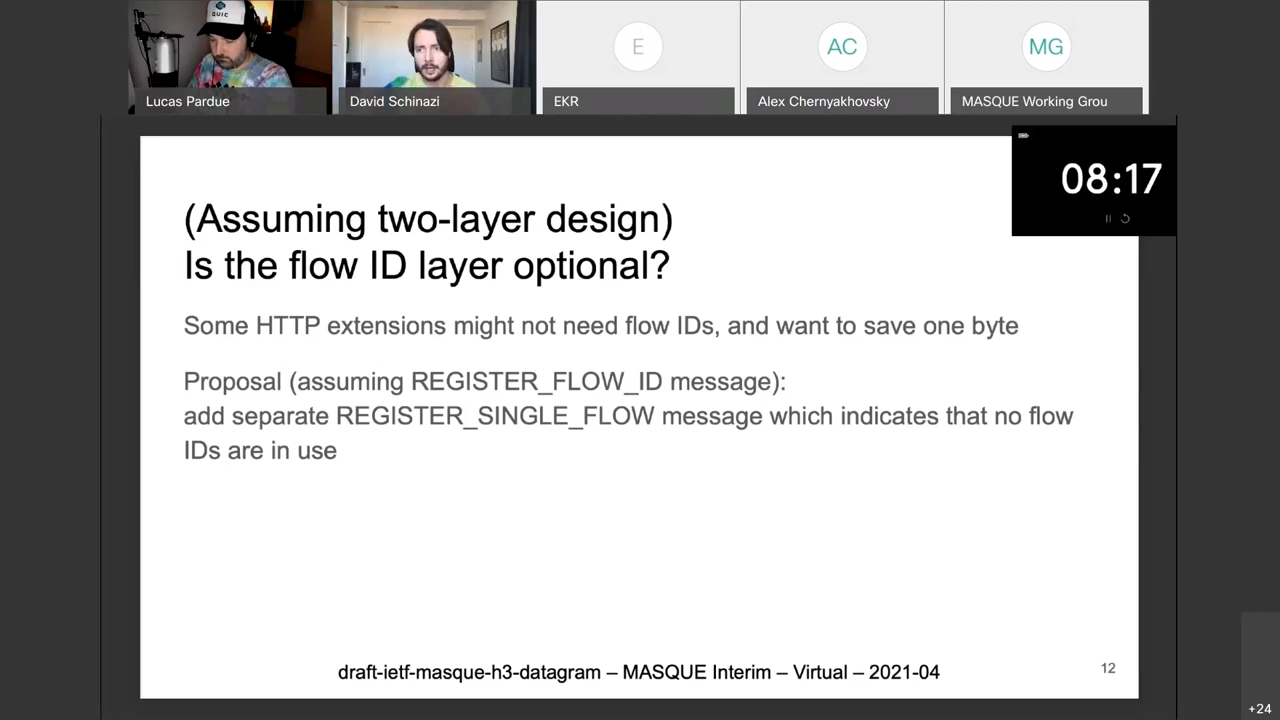 QUIC
Lucas Pardue
David Schinazi
E
EKR
AC
Alex Chernyakhovsky
MG
MASQUE Working Grou
08:17
(Assuming two-layer design)
Is the flow ID layer optional?
Some HTTP extensions might not need flow IDs, and want to save one byte
Proposal (assuming REGISTER_FLOW_ID message):
add separate REGISTER_SINGLE_FLOW message which indicates that no flow
IDs are in use
draft-ietf-masque-h3-datagram – MASQUE Interim – Virtual – 2021-04
12
+24